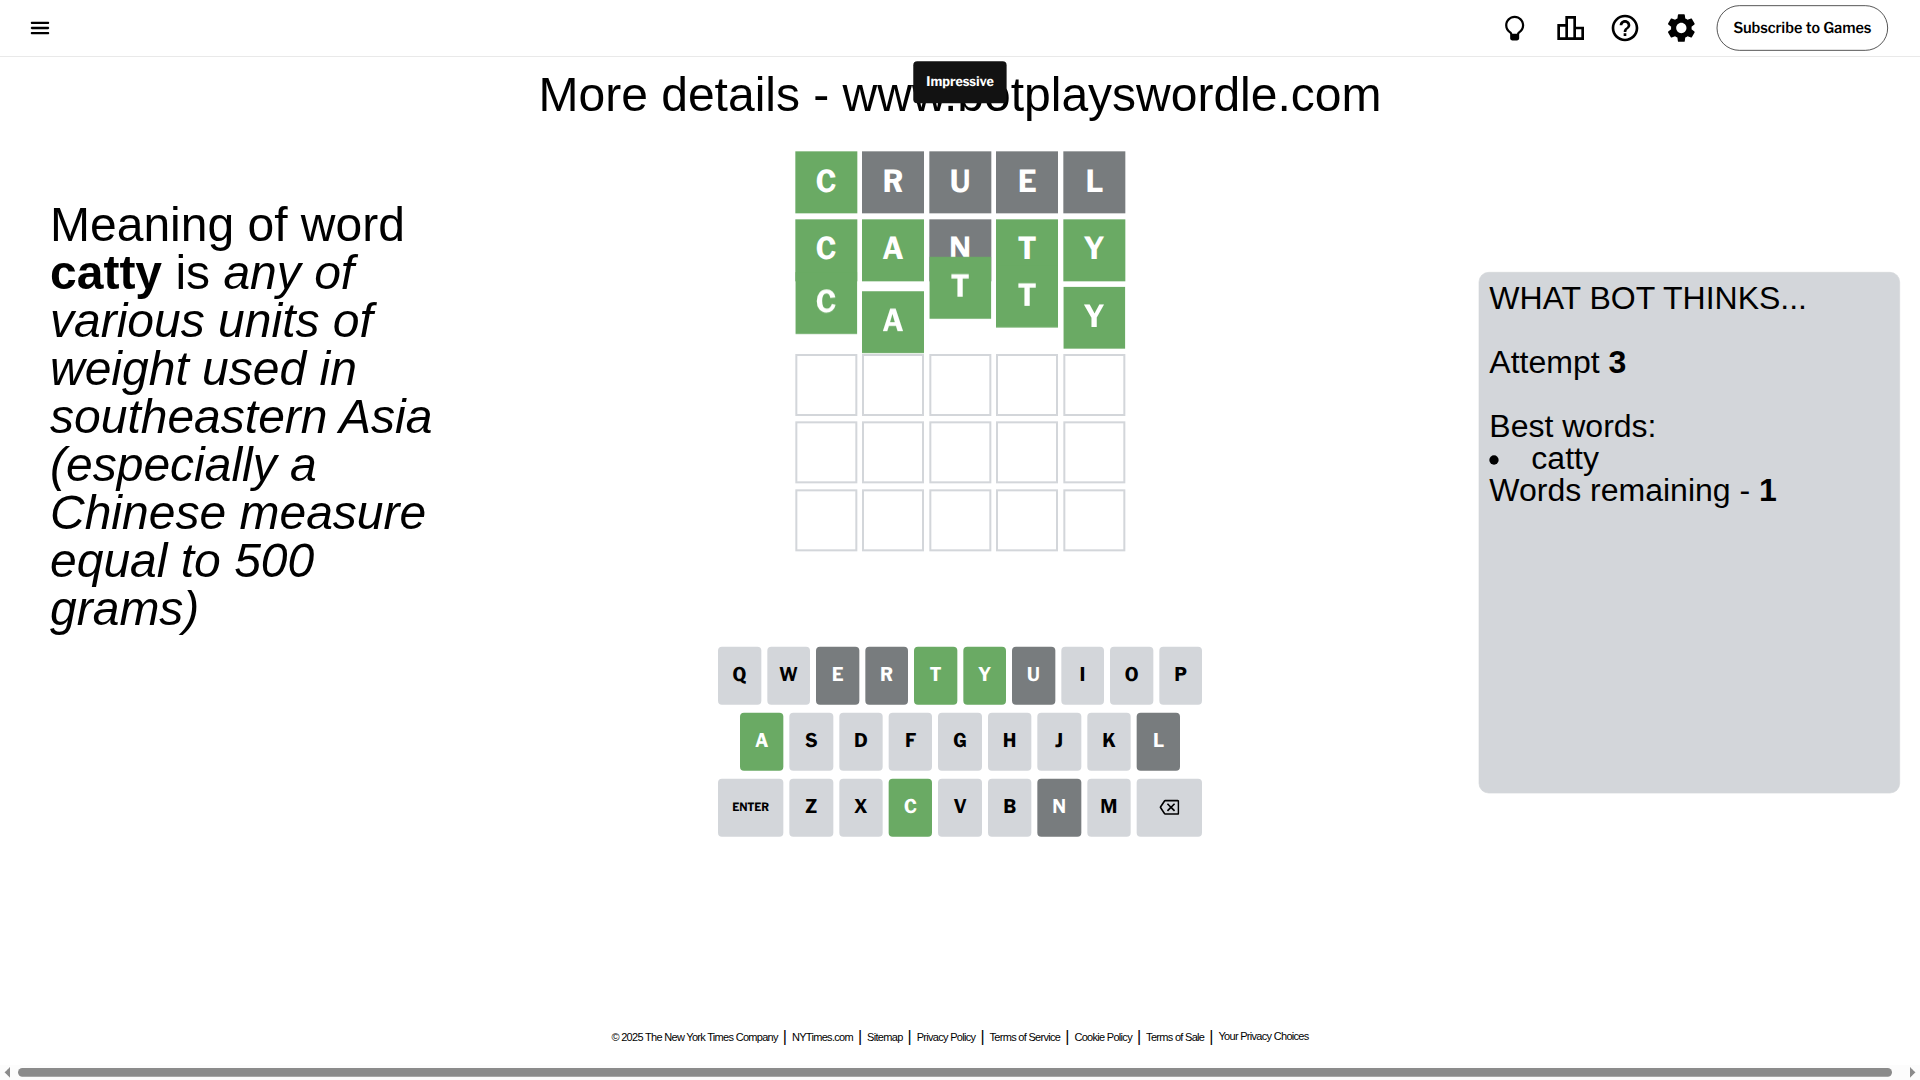 Subscribe to Games
Impressive
More details - www.botplayswordle.com
Meaning of word
catty is any of
various units of
weight used in
southeastern Asia
(especially a
Chinese measure
equal to 500
grams)
C R U E L
C A N T Y
C A T T Y
WHAT BOT THINKS...
Attempt 3
Best words:
• catty
Words remaining - 1
Q W E R T Y U I O P
A S D F G H J K L
ENTER Z X C V B N M
© 2025 The New York Times Company | NYTimes.com | Sitemap | Privacy Policy | Terms of Service | Cookie Policy | Terms of Sale | Your Privacy Choices